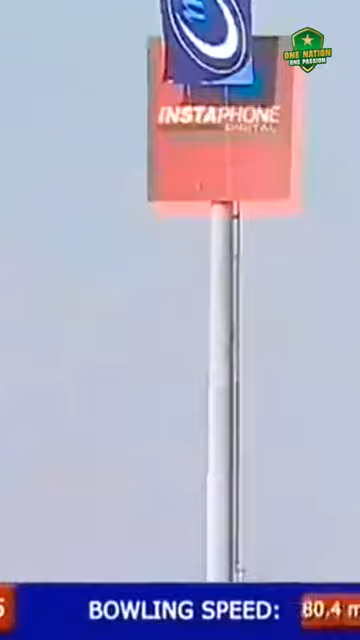 ONE NATION
ONE PASSION
INSTAPHONE
DIGITAL
BOWLING SPEED:
80.4 m